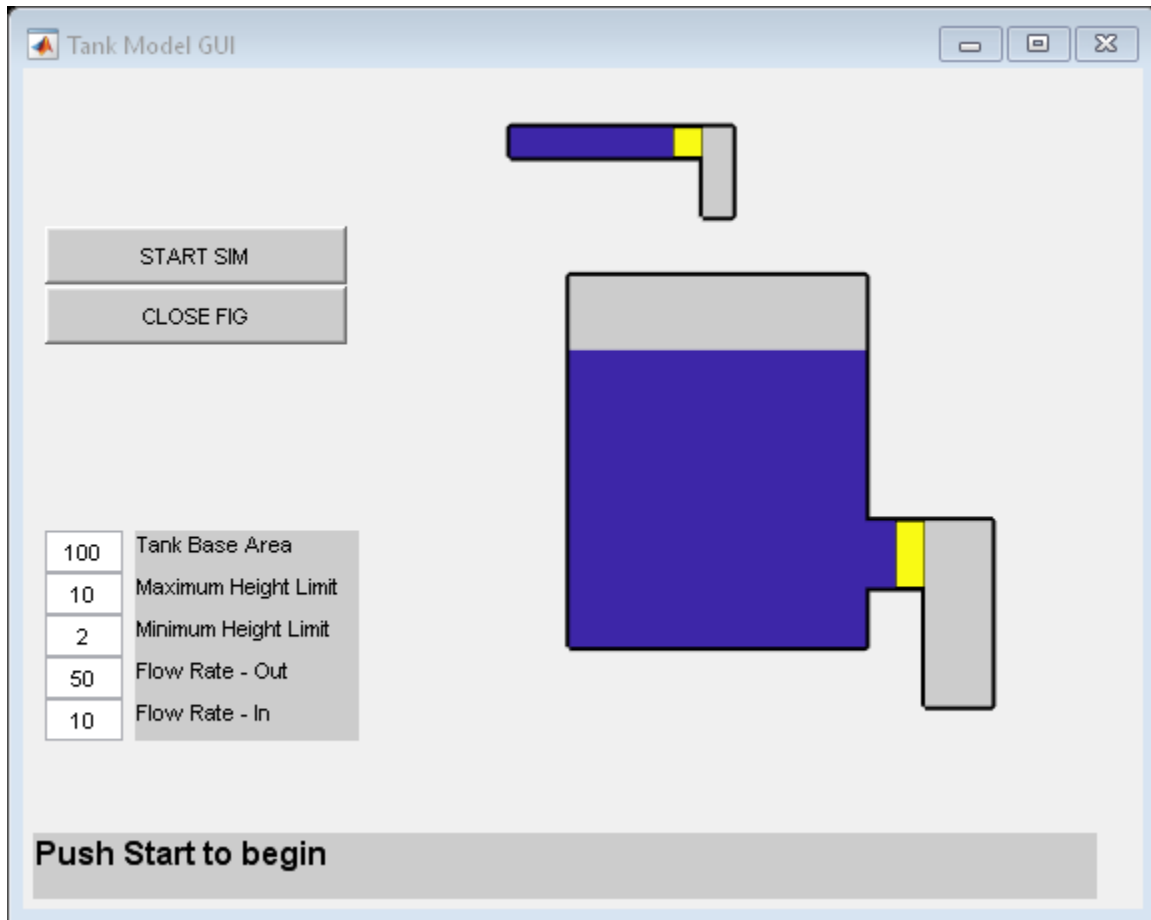 Tank Model GUI
START SIM
CLOSE FIG
100 Tank Base Area
10 Maximum Height Limit
2 Minimum Height Limit
50 Flow Rate - Out
10 Flow Rate - In
Push Start to begin